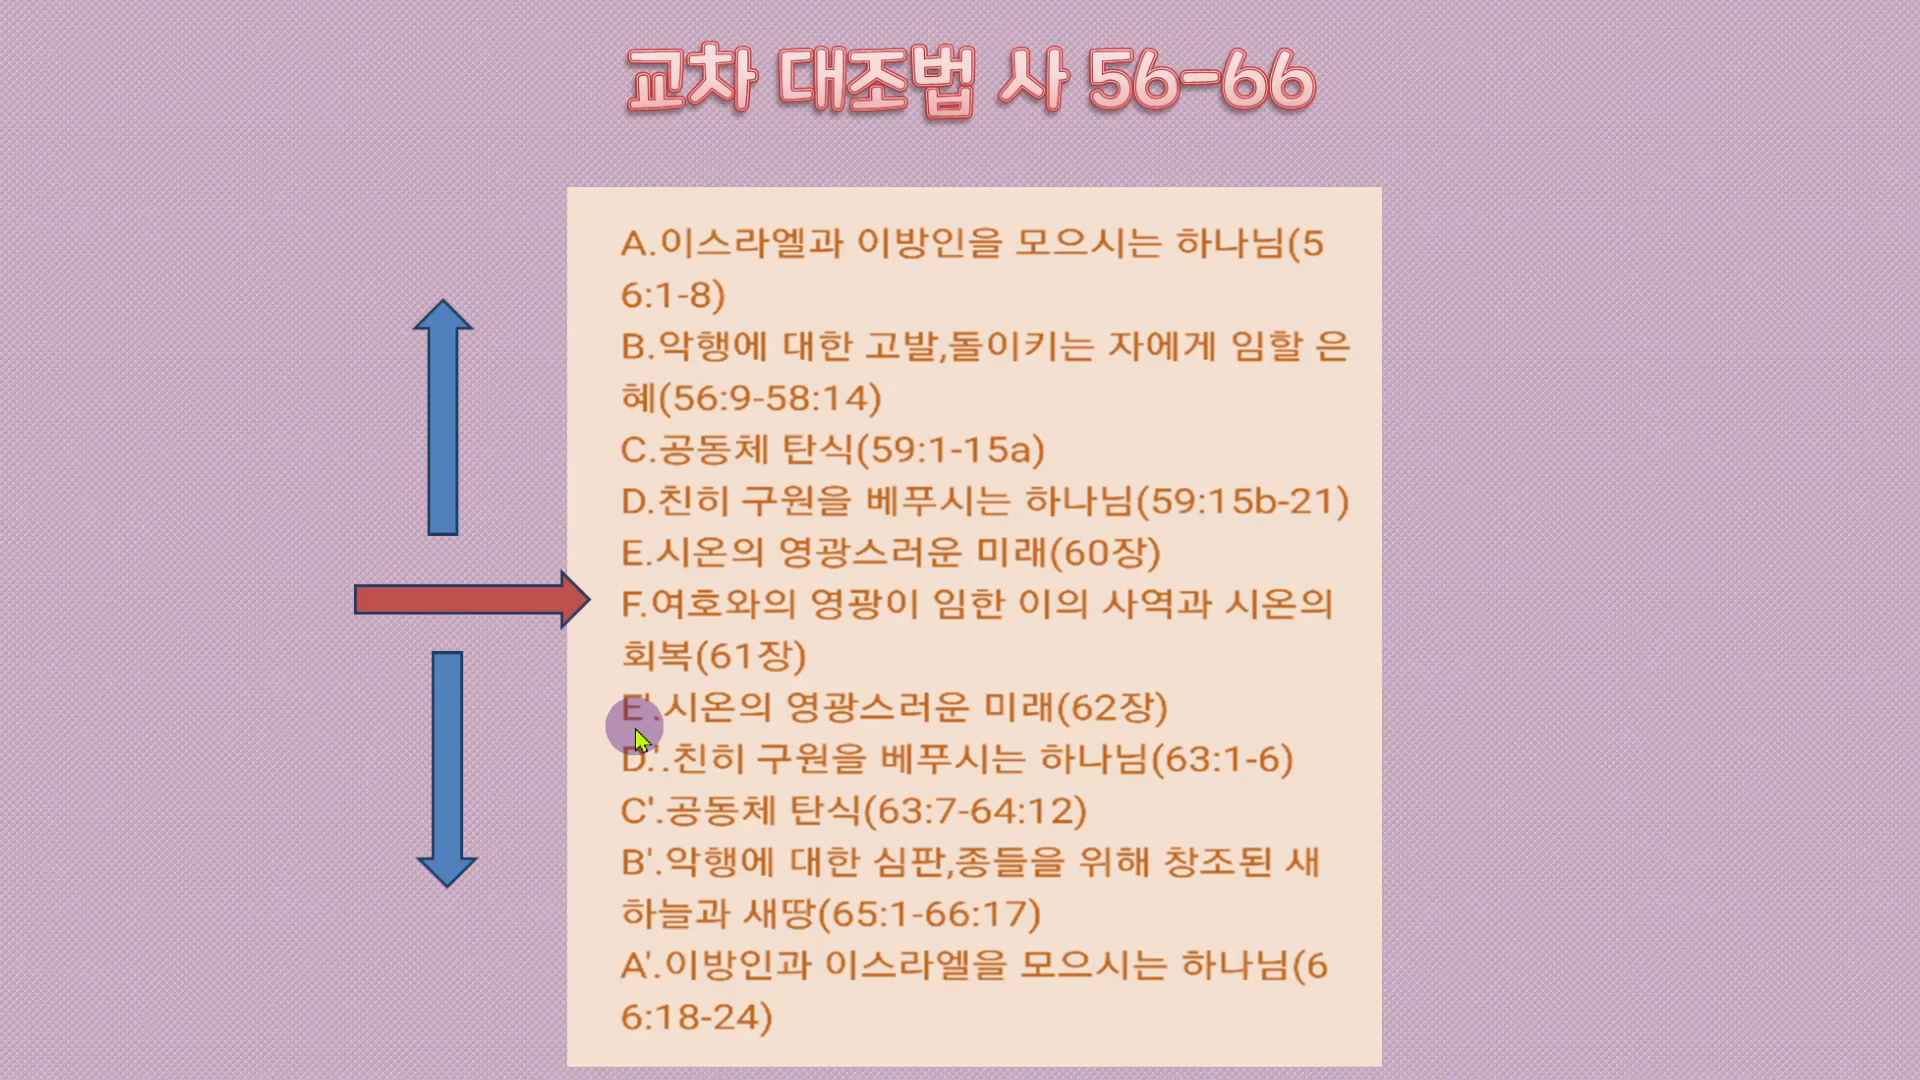 교차 대조법 사 56-66
A.이스라엘과 이방인을 모으시는 하나님(5
6:1-8)
B.악행에 대한 고발,돌이키는 자에게 임할 은
혜(56:9-58:14)
C.공동체 탄식(59:1-15a)
D.친히 구원을 베푸시는 하나님(59:15b-21)
E.시온의 영광스러운 미래(60장)
F.여호와의 영광이 임한 이의 사역과 시온의
회복(61장)
E'.시온의 영광스러운 미래(62장)
D'.친히 구원을 베푸시는 하나님(63:1-6)
C'.공동체 탄식(63:7-64:12)
B'.악행에 대한 심판,종들을 위해 창조된 새
하늘과 새땅(65:1-66:17)
A'.이방인과 이스라엘을 모으시는 하나님(6
6:18-24)